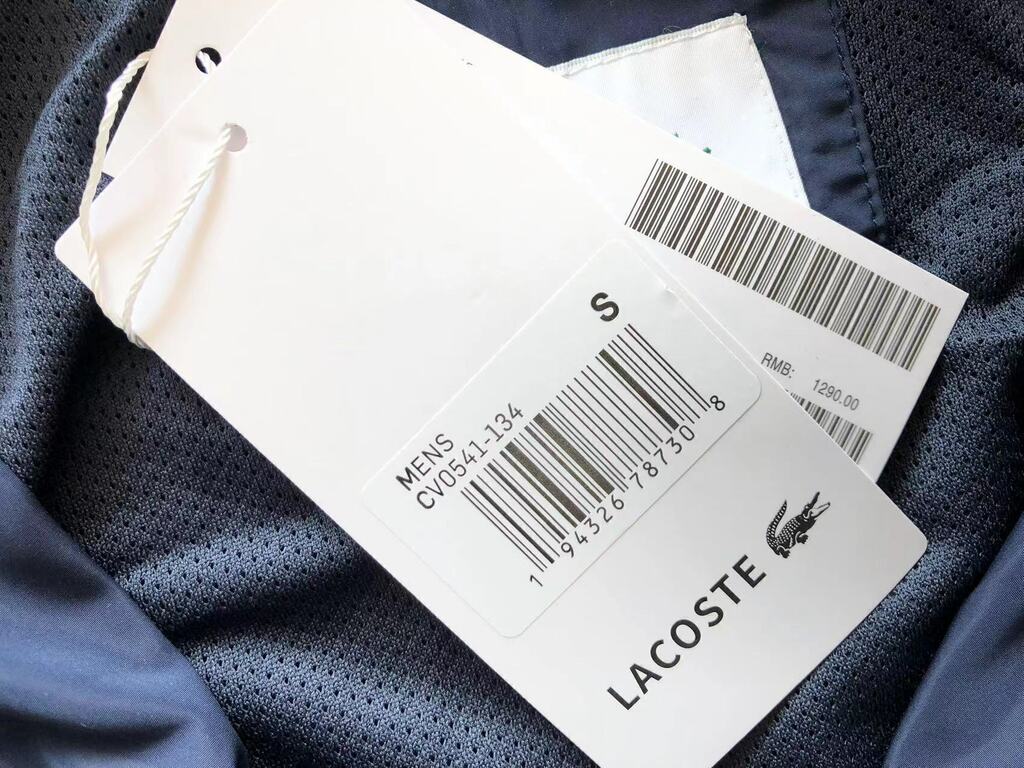 S
MENS
CV0541-134
1 94326 78730 8
LACOSTE
RMB: 1290.00